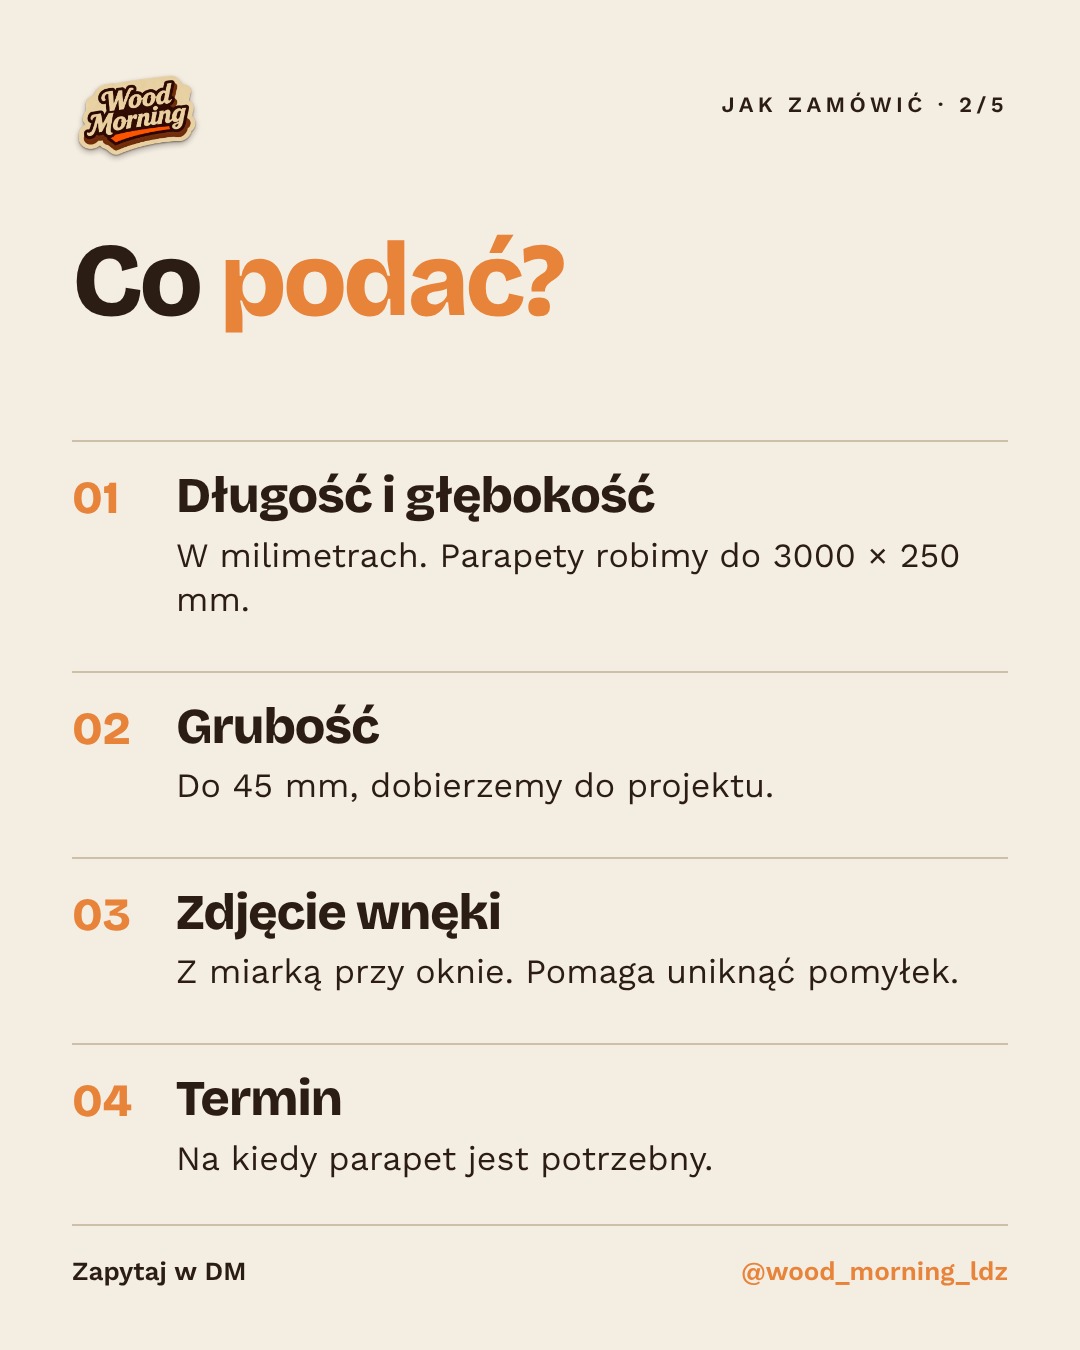 Wood
Morning
JAK ZAMÓWIĆ · 2/5
Co podać?
01 Długość i głębokość
W milimetrach. Parapety robimy do 3000 × 250
mm.
02 Grubość
Do 45 mm, dobierzemy do projektu.
03 Zdjęcie wnęki
Z miarką przy oknie. Pomaga uniknąć pomyłek.
04 Termin
Na kiedy parapet jest potrzebny.
Zapytaj w DM
@wood_morning_ldz